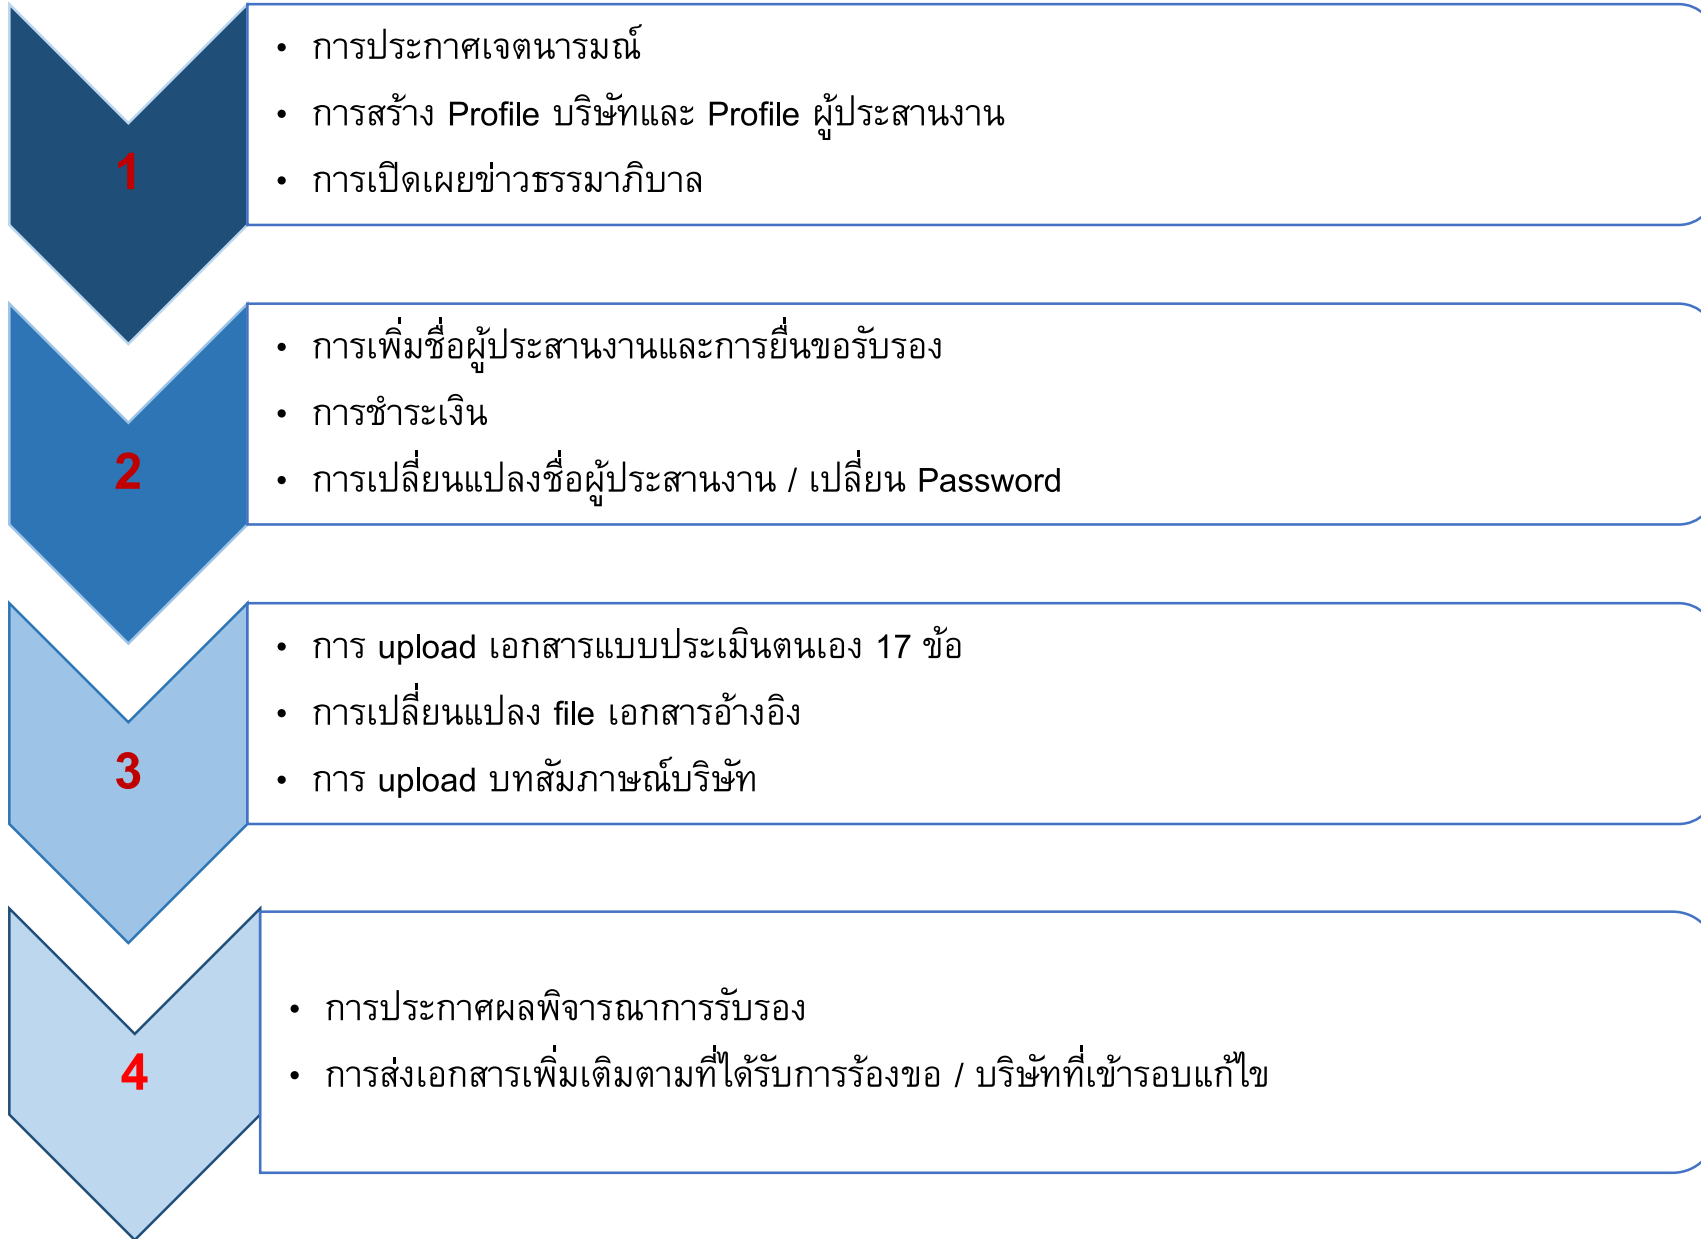 1
• การประกาศเจตนารมณ์
• การสร้าง Profile บริษัทและ Profile ผู้ประสานงาน
• การเปิดเผยข่าวธรรมาภิบาล
2
• การเพิ่มชื่อผู้ประสานงานและการยื่นขอรับรอง
• การชำระเงิน
• การเปลี่ยนแปลงชื่อผู้ประสานงาน / เปลี่ยน Password
3
• การ upload เอกสารแบบประเมินตนเอง 17 ข้อ
• การเปลี่ยนแปลง file เอกสารอ้างอิง
• การ upload บทสัมภาษณ์บริษัท
4
• การประกาศผลพิจารณาการรับรอง
• การส่งเอกสารเพิ่มเติมตามที่ได้รับการร้องขอ / บริษัทที่เข้ารอบแก้ไข